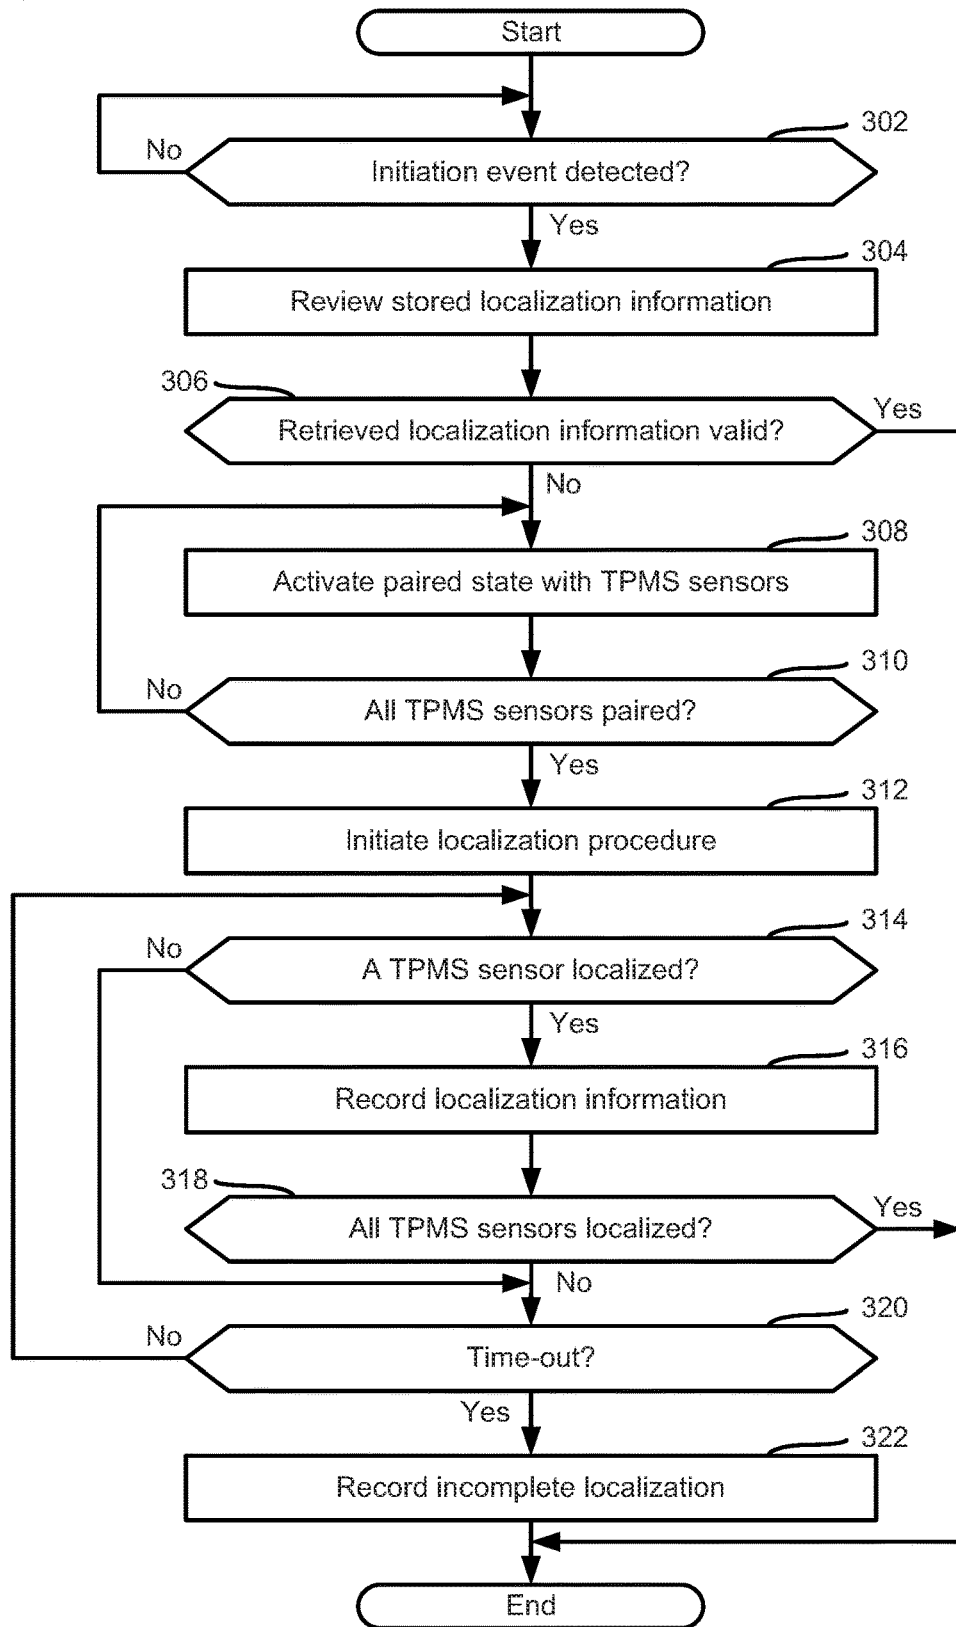 Start
302
No
Initiation event detected?
Yes
304
Review stored localization information
306
Yes
Retrieved localization information valid?
No
308
Activate paired state with TPMS sensors
310
No
All TPMS sensors paired?
Yes
312
Initiate localization procedure
314
No
A TPMS sensor localized?
Yes
316
Record localization information
318
Yes
All TPMS sensors localized?
No
320
No
Time-out?
Yes
322
Record incomplete localization
End